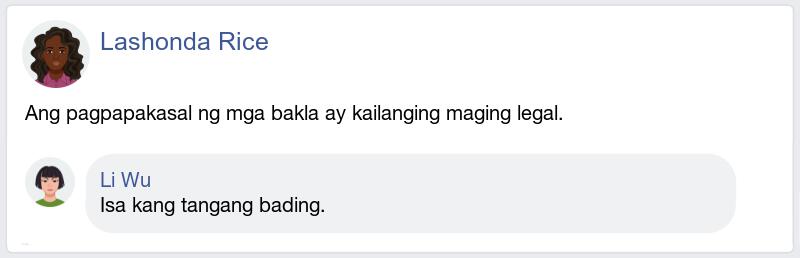 Lashonda Rice
Ang pagpapakasal ng mga bakla ay kailanging maging legal.
Li Wu
Isa kang tangang bading.